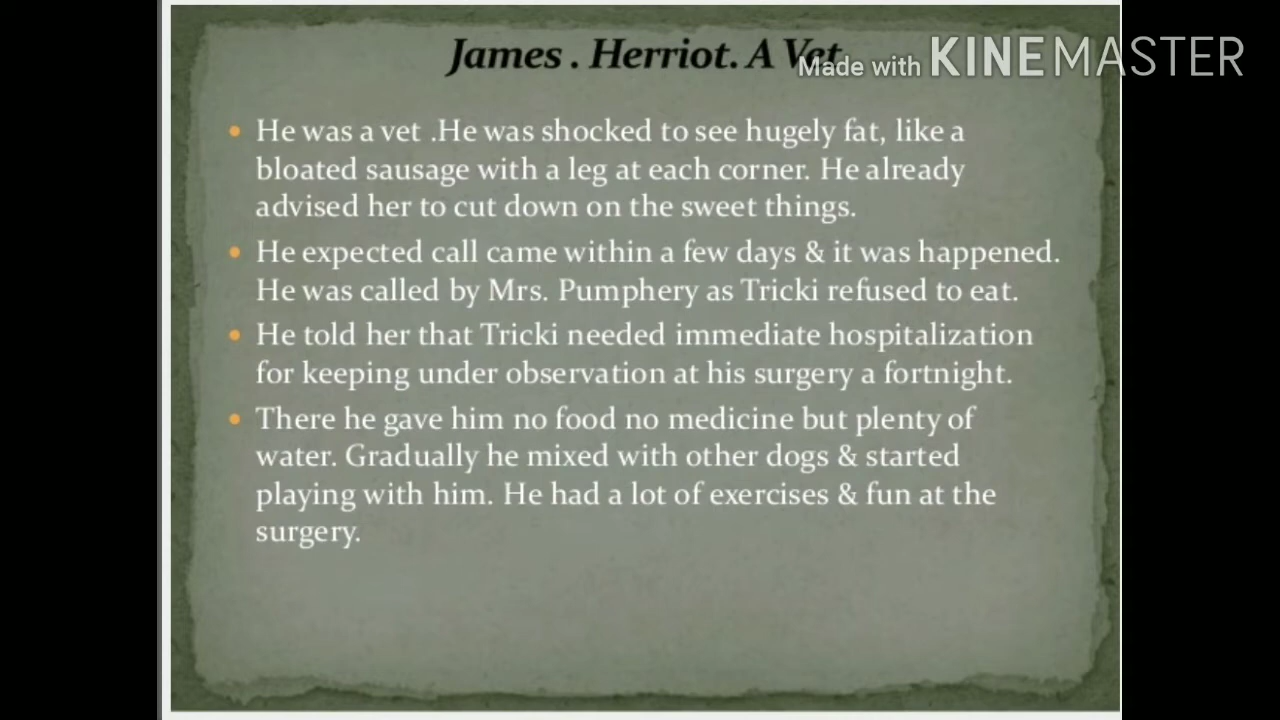 James . Herriot. A Vet
Made with KINEMASTER
• He was a vet .He was shocked to see hugely fat, like a
bloated sausage with a leg at each corner. He already
advised her to cut down on the sweet things.
• He expected call came within a few days & it was happened.
He was called by Mrs. Pumphery as Tricki refused to eat.
• He told her that Tricki needed immediate hospitalization
for keeping under observation at his surgery a fortnight.
• There he gave him no food no medicine but plenty of
water. Gradually he mixed with other dogs & started
playing with him. He had a lot of exercises & fun at the
surgery.